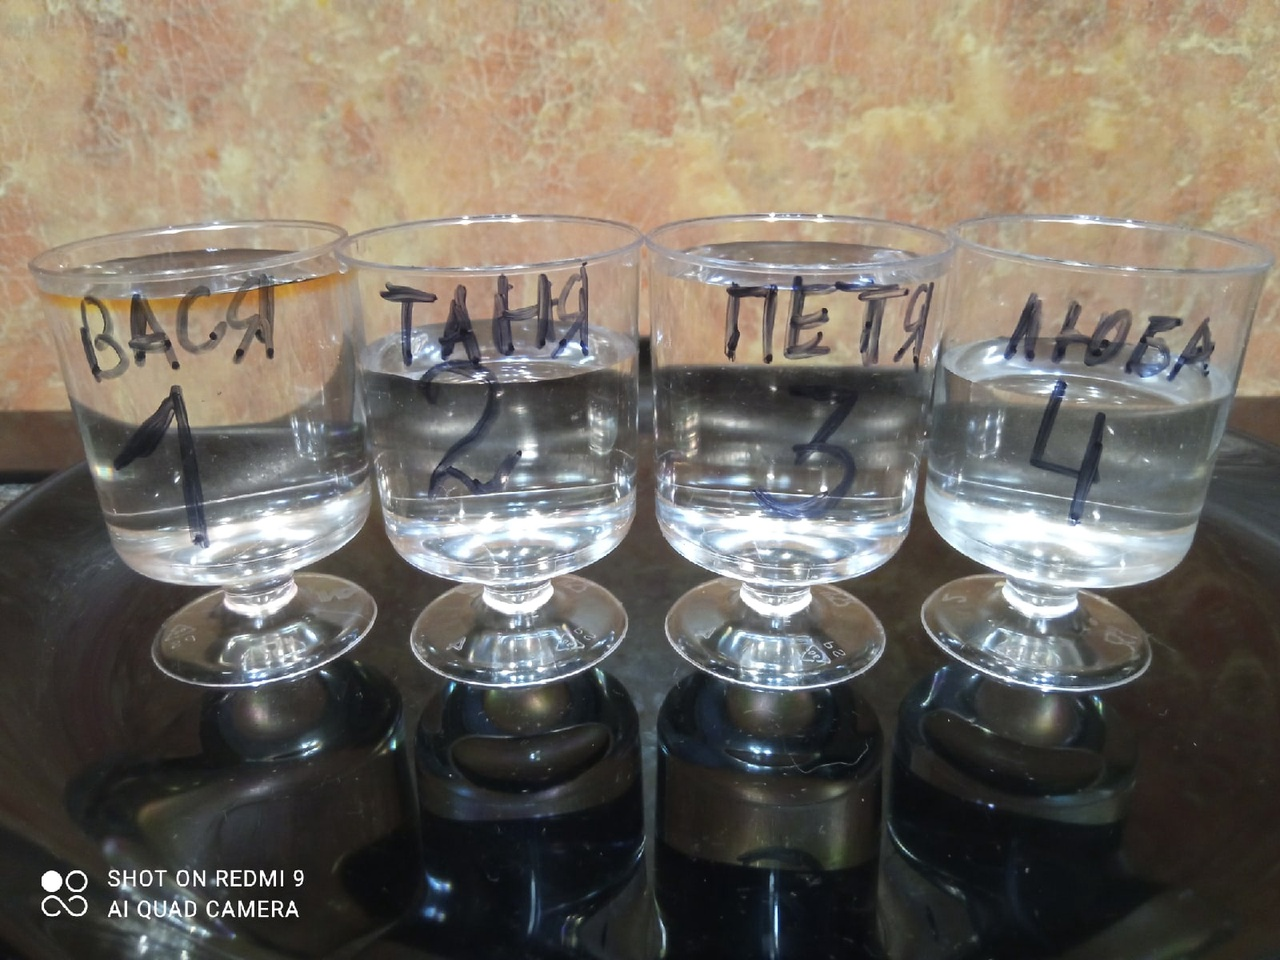 ВАСЯ
1
ТАНЯ
2
ПЕТЯ
3
ЛЮБА
4
SHOT ON REDMI 9
AI QUAD CAMERA